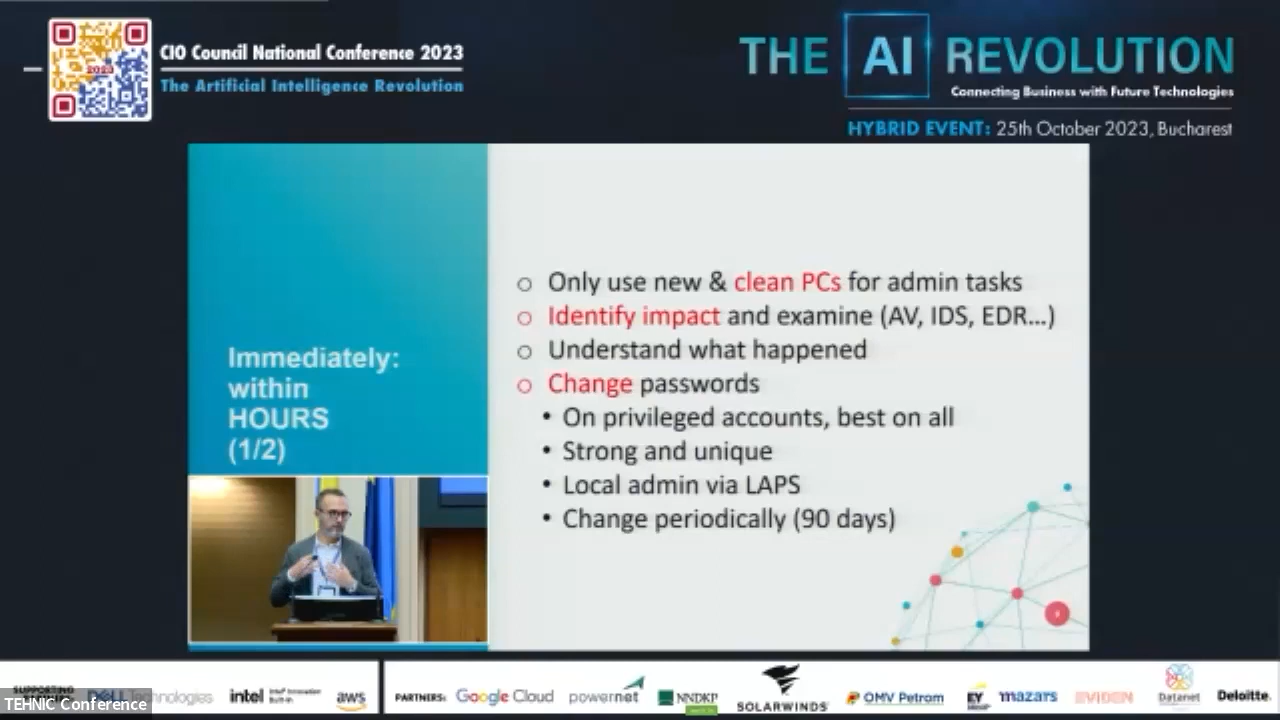 CIO Council National Conference 2023
The Artificial Intelligence Revolution
2023
THE AI REVOLUTION
Connecting Business with Future Technologies
HYBRID EVENT: 25th October 2023, Bucharest
Immediately:
within
HOURS
(1/2)
Only use new & clean PCs for admin tasks
Identify impact and examine (AV, IDS, EDR...)
Understand what happened
Change passwords
On privileged accounts, best on all
Strong and unique
Local admin via LAPS
Change periodically (90 days)
SUPPORTING
DELL Technologies
intel
aws
PARTNERS:
Google Cloud
powernet
NNDKP
SOLARWINDS
OMV Petrom
EY
mazars
EVIDEN
Datanet
Deloitte.
TEHNIC Conference